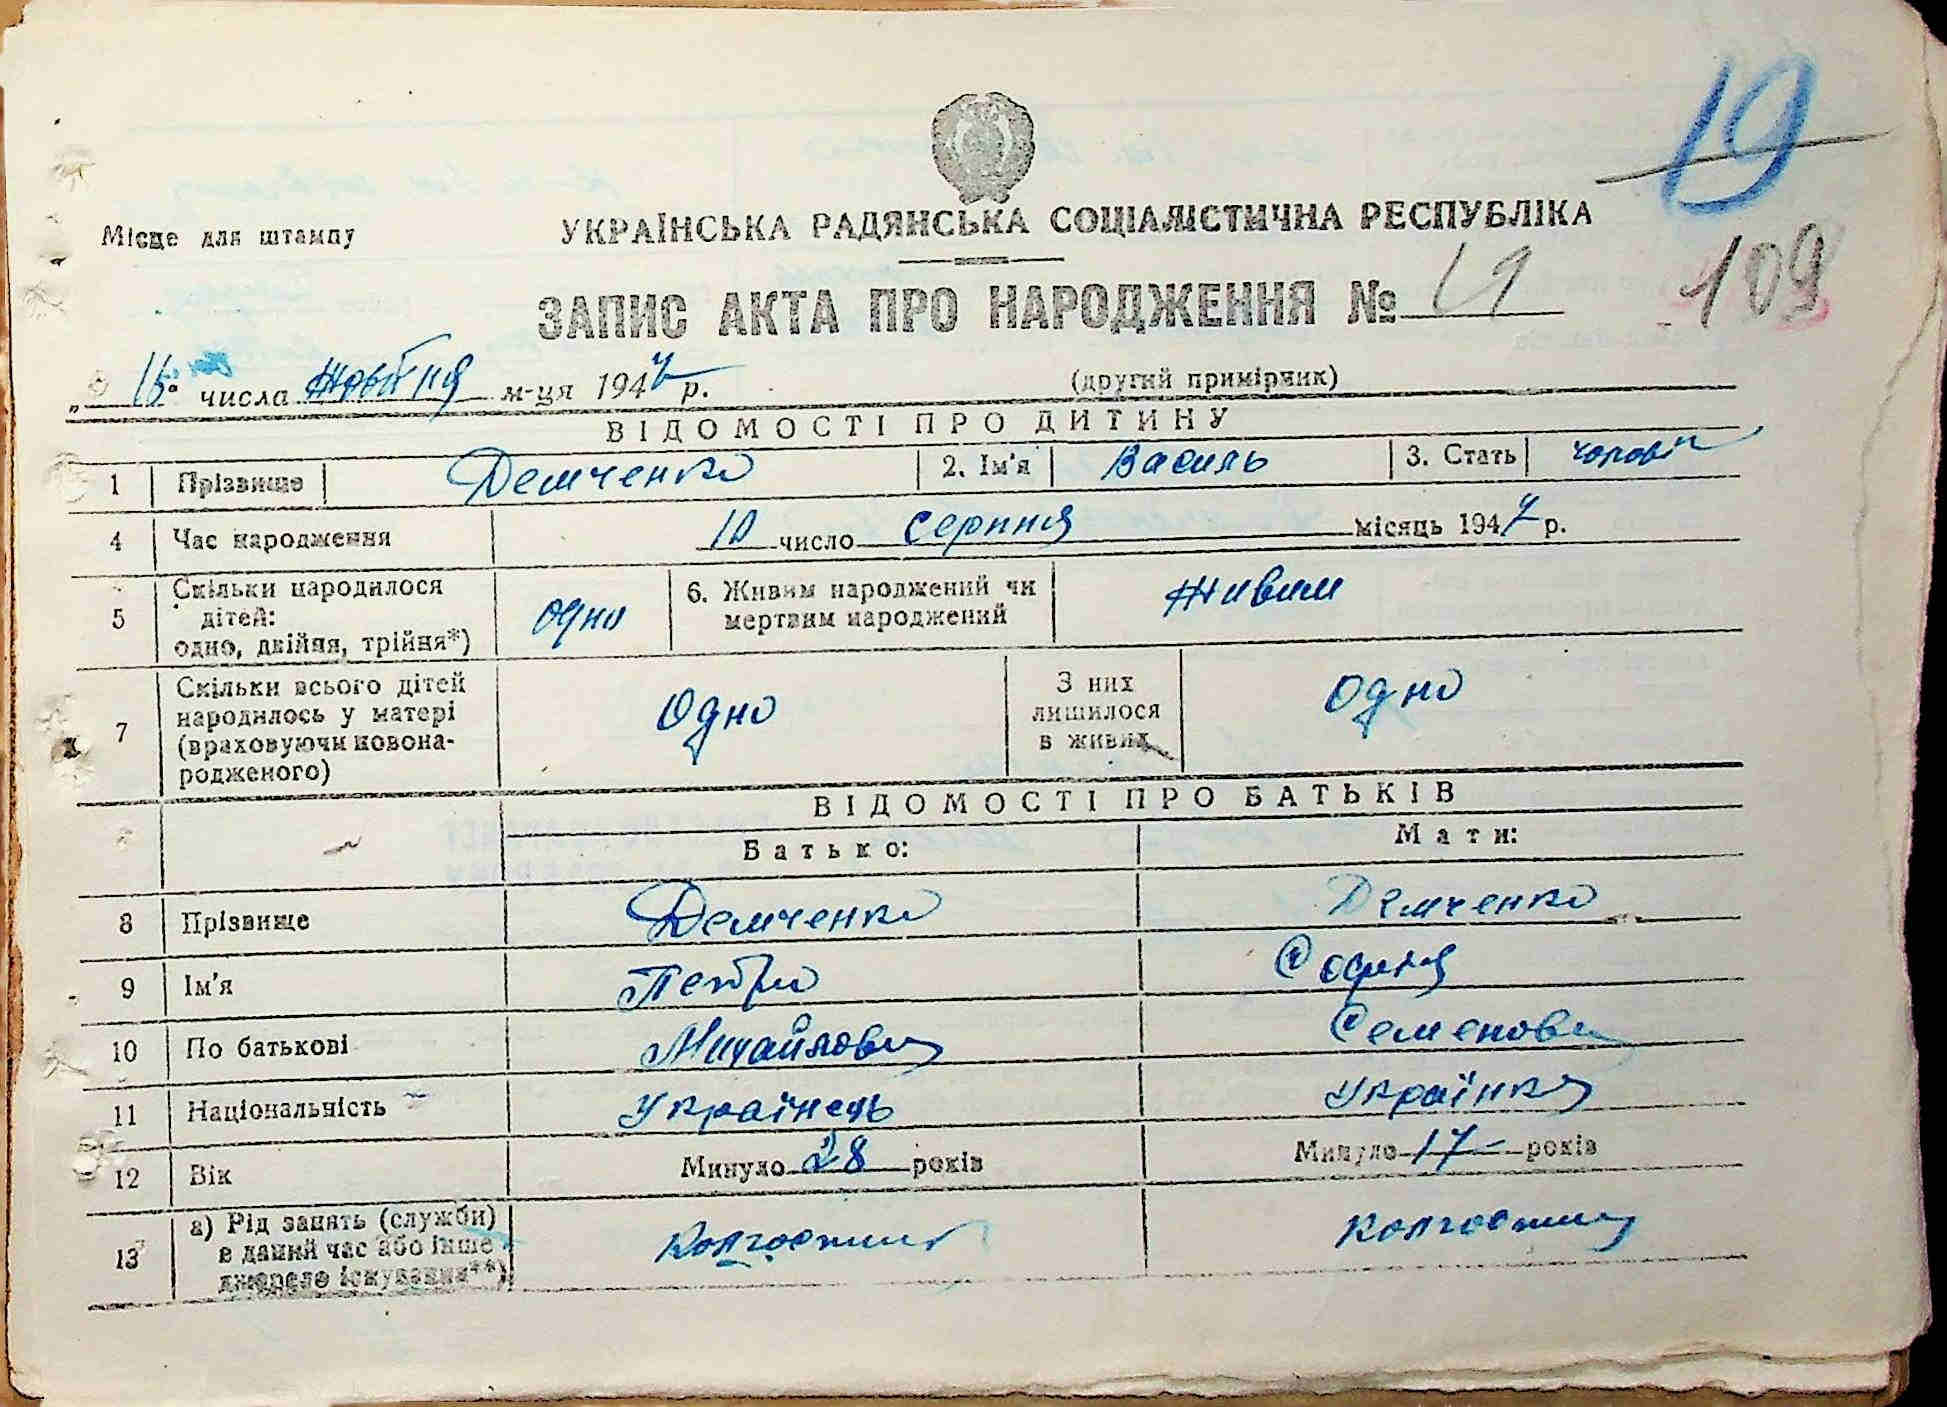 19
Місце для штампу
УКРАЇНСЬКА РАДЯНСЬКА СОЦІАЛІСТИЧНА РЕСПУБЛІКА
ЗАПИС АКТА ПРО НАРОДЖЕННЯ № 19
109
„ 15" числа жовтня м-ця 1947 р. (другий примірник)
ВІДОМОСТІ ПРО ДИТИНУ
1 Прізвище Демченко 2. Ім'я Василь 3. Стать чолові
4 Час народження 10 число серпня місяць 1947 р.
5 Скільки народилося
дітей:
одно, двійня, трійня*)
одно
6. Живим народжений чи
мертвим народжений
живим
7 Скільки всього дітей
народилось у матері
(враховуючи новона-
родженого)
Одно
З них
лишилося
в живих
Одно
ВІДОМОСТІ ПРО БАТЬКІВ
Батько: Мати:
8 Прізвище Демченко Демченко
9 Ім'я Петро Софія
10 По батькові Михайлович Семенова
11 Національність Українець Українка
12 Вік Минуло 28 років Минуло 17 років
13 а) Рід занять (служби)
в даний час або інше
джерело існування**)
колгоспник колгоспниця